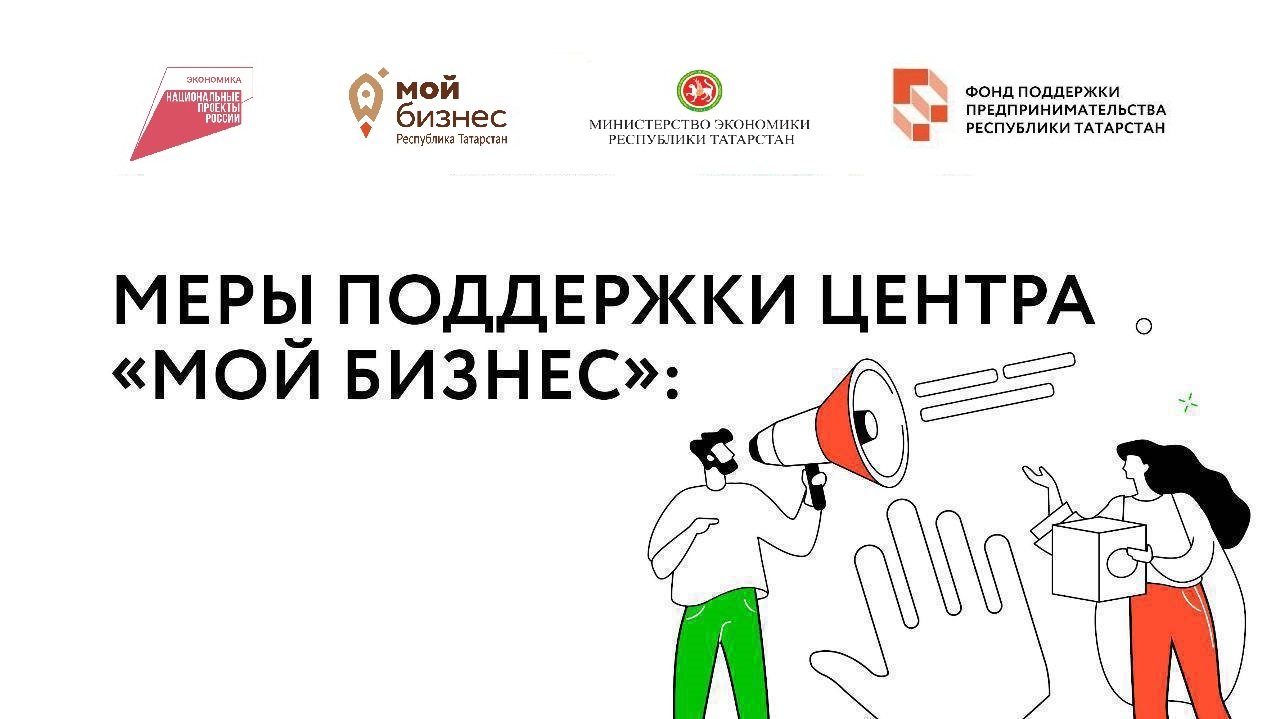 ЭКОНОМИКА
НАЦИОНАЛЬНЫЕ
ПРОЕКТЫ
РОССИИ
мой
бизнес
Республика Татарстан
МИНИСТЕРСТВО ЭКОНОМИКИ
РЕСПУБЛИКИ ТАТАРСТАН
ФОНД ПОДДЕРЖКИ
ПРЕДПРИНИМАТЕЛЬСТВА
РЕСПУБЛИКИ ТАТАРСТАН
МЕРЫ ПОДДЕРЖКИ ЦЕНТРА
«МОЙ БИЗНЕС»: